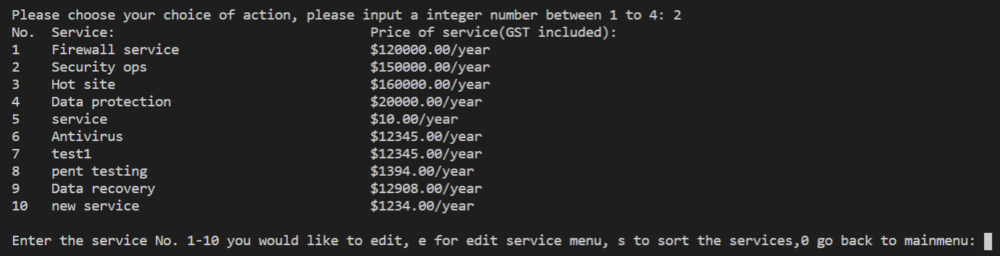 Please choose your choice of action, please input a integer number between 1 to 4: 2
No.  Service:                                Price of service(GST included):
1    Firewall service                        $120000.00/year
2    Security ops                            $150000.00/year
3    Hot site                                $160000.00/year
4    Data protection                         $20000.00/year
5    service                                 $10.00/year
6    Antivirus                               $12345.00/year
7    test1                                   $12345.00/year
8    pent testing                            $1394.00/year
9    Data recovery                           $12908.00/year
10   new service                             $1234.00/year
Enter the service No. 1-10 you would like to edit, e for edit service menu, s to sort the services,0 go back to mainmenu: